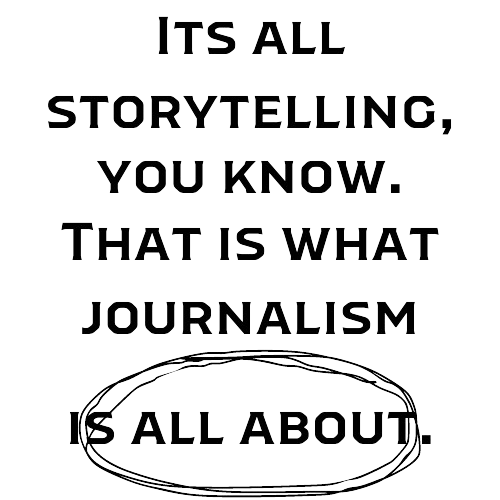 Its all
storytelling,
you know.
That is what
journalism
is all about.